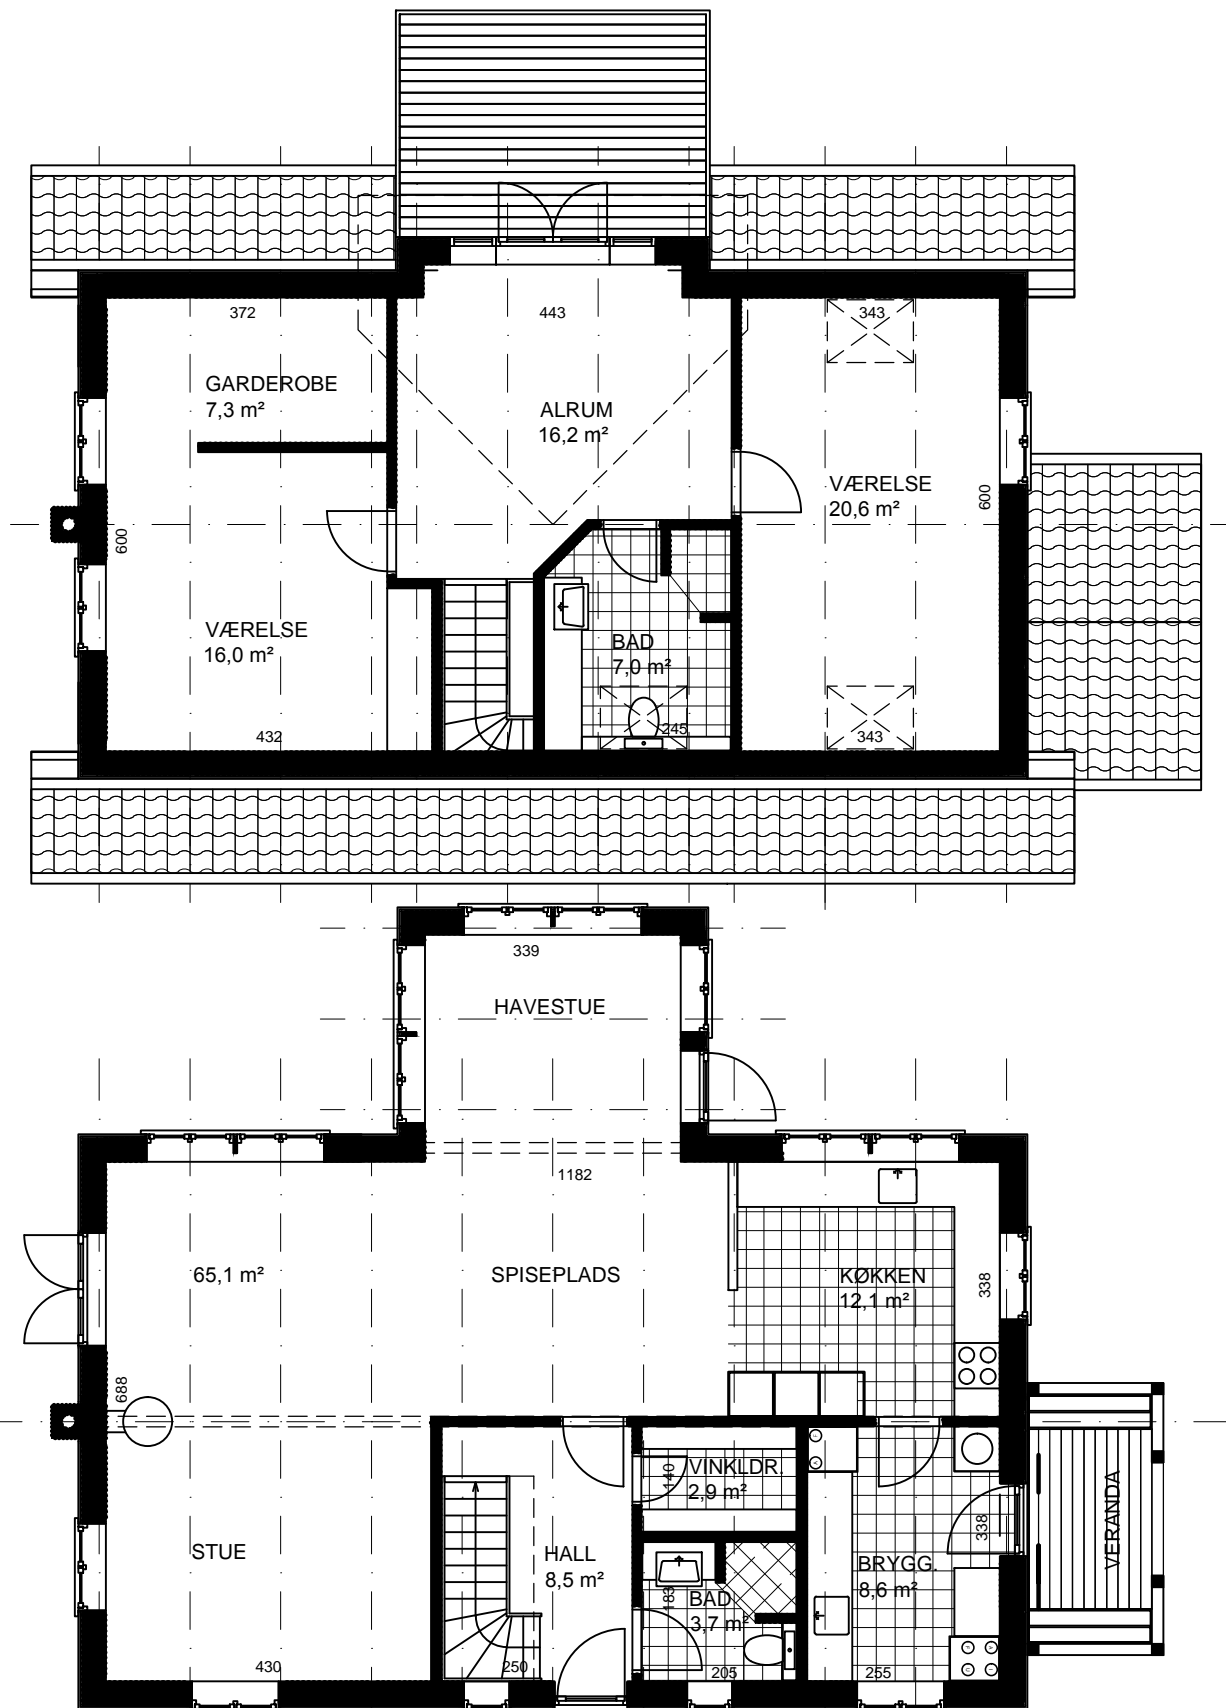 372
443
343
GARDEROBE
7,3 m²
ALRUM
16,2 m²
VÆRELSE
20,6 m²
600
600
VÆRELSE
16,0 m²
BAD
7,0 m²
432
245
343
339
HAVESTUE
1182
65,1 m²
SPISEPLADS
KØKKEN
12,1 m²
338
688
VINKLDR.
2,9 m²
140
STUE
HALL
8,5 m²
BAD
3,7 m²
183
BRYGG.
8,6 m²
338
VERANDA
430
250
205
255